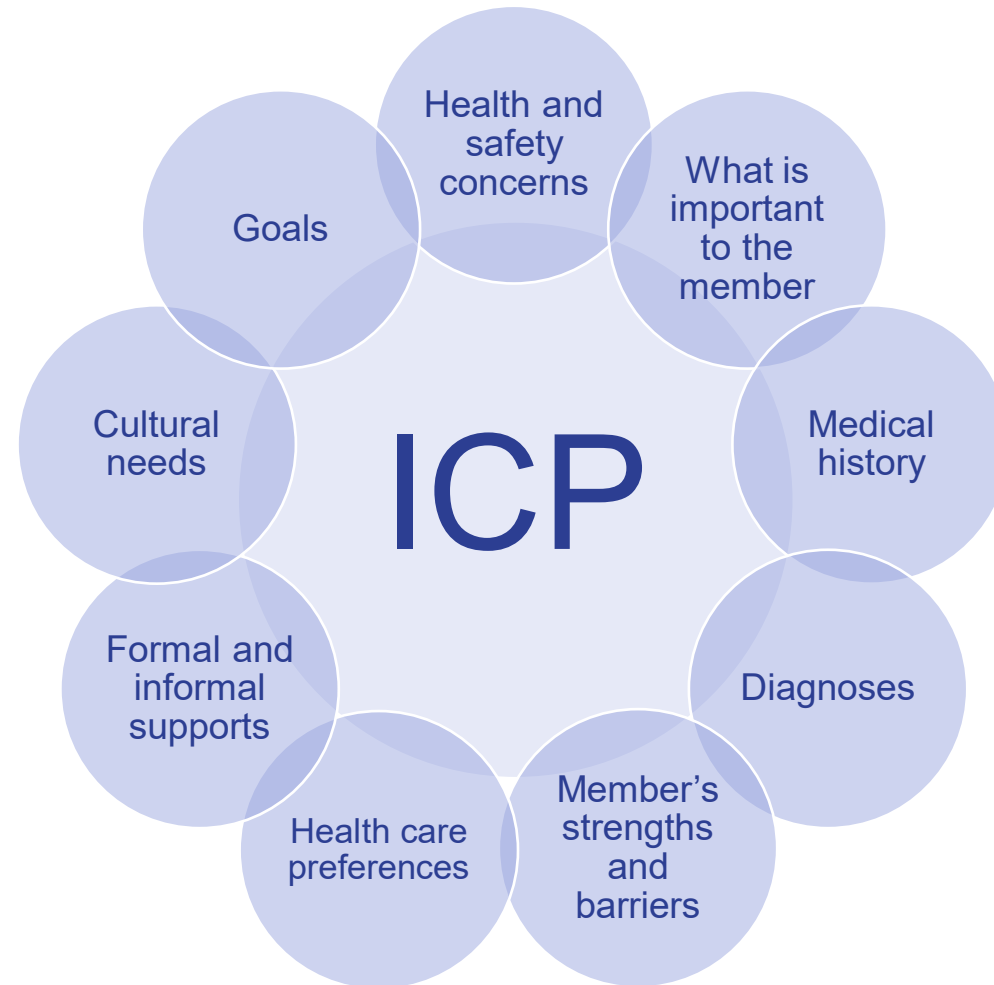 Health and
safety
concerns
What is
important
to the
member
Medical
history
Diagnoses
Member’s
strengths
and
barriers
Health care
preferences
Formal and
informal
supports
Cultural
needs
Goals
ICP